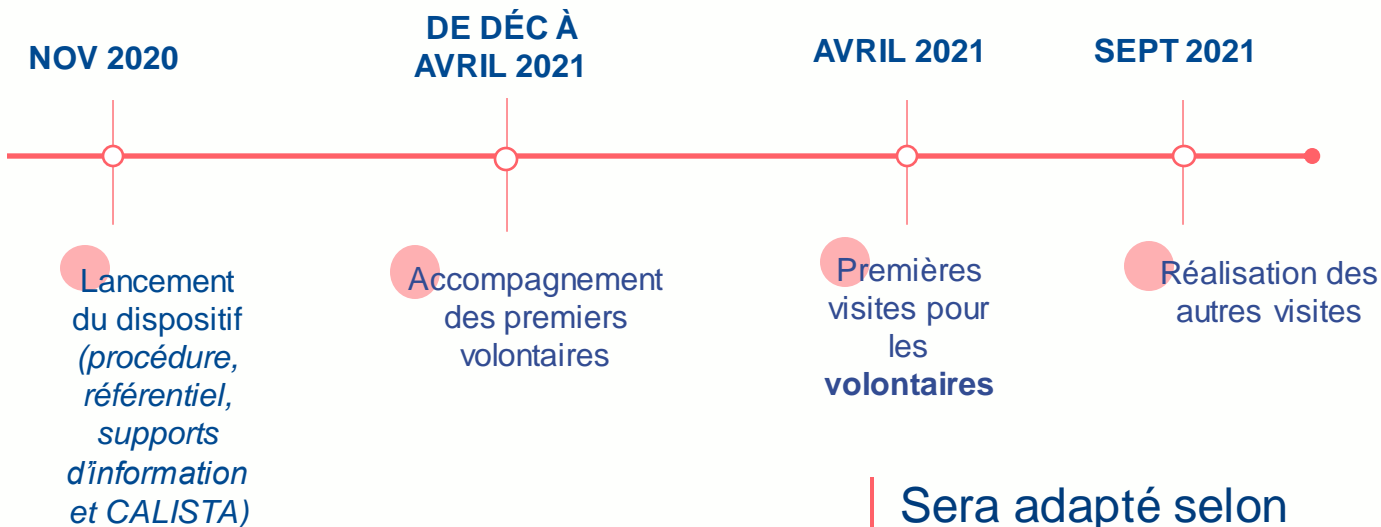 NOV 2020
DE DÉC À
AVRIL 2021
AVRIL 2021
SEPT 2021
Lancement
du dispositif
(procédure,
référentiel,
supports
d'information
et CALISTA)
Accompagnement
des premiers
volontaires
Premières
visites pour
les
volontaires
Réalisation des
autres visites
Sera adapté selon